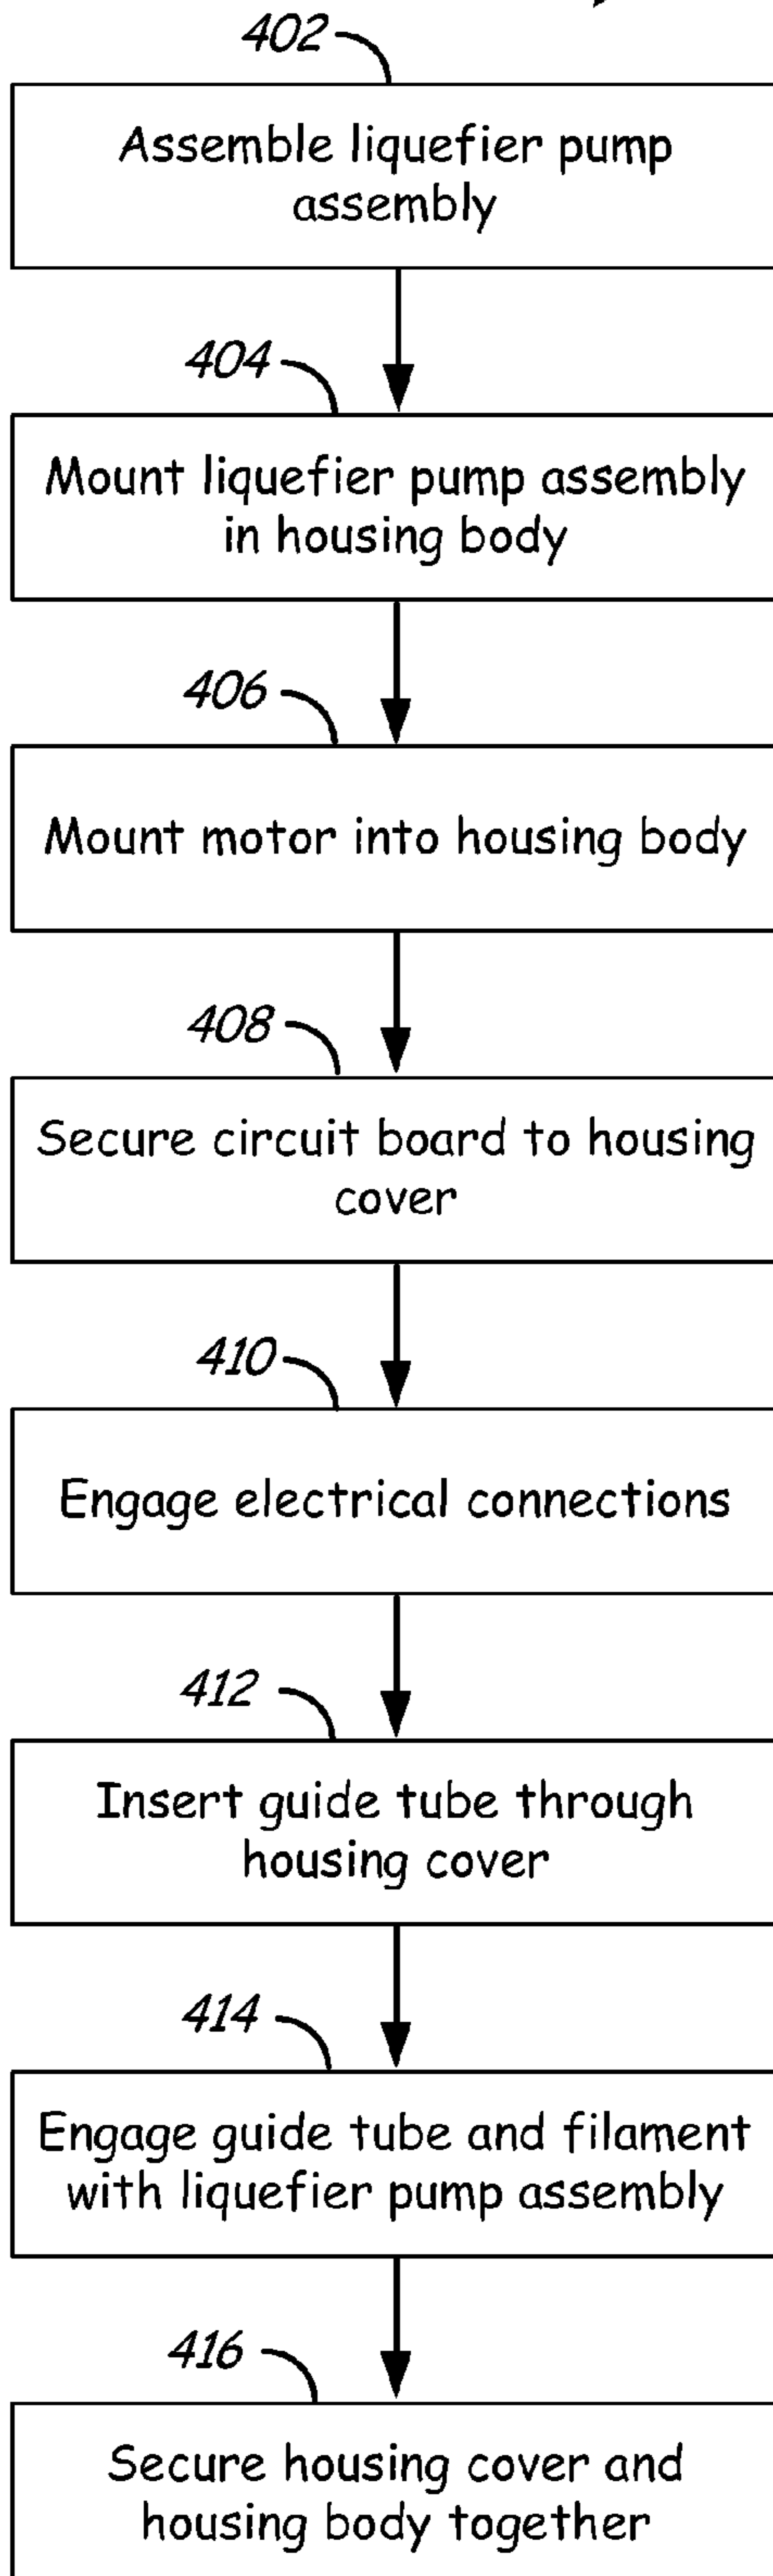 402
Assemble liquefier pump
assembly
404
Mount liquefier pump assembly
in housing body
406
Mount motor into housing body
408
Secure circuit board to housing
cover
410
Engage electrical connections
412
Insert guide tube through
housing cover
414
Engage guide tube and filament
with liquefier pump assembly
416
Secure housing cover and
housing body together